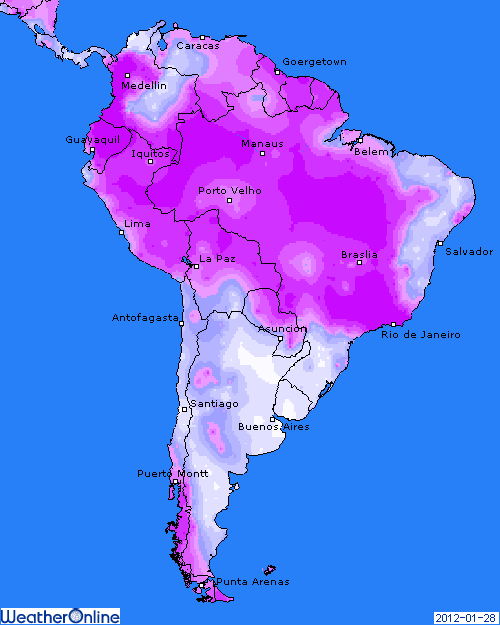 Caracas
Goergetown
Medellin
Guayaquil
Iquitos
Manaus
Belem
Porto Velho
Lima
La Paz
Braslia
Salvador
Antofagasta
Asuncion
Rio de Janeiro
Santiago
Buenos Aires
Puerto Montt
Punta Arenas
WeatherOnline
2012-01-28